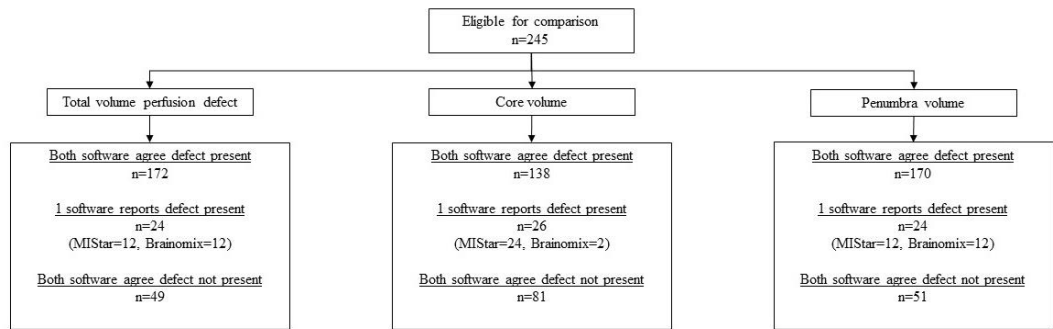 Eligible for comparison
n=245
Total volume perfusion defect
Core volume
Penumbra volume
Both software agree defect present
n=172
1 software reports defect present
n=24
(MIStar=12, Brainomix=12)
Both software agree defect not present
n=49
Both software agree defect present
n=138
1 software reports defect present
n=26
(MIStar=24, Brainomix=2)
Both software agree defect not present
n=81
Both software agree defect present
n=170
1 software reports defect present
n=24
(MIStar=12, Brainomix=12)
Both software agree defect not present
n=51